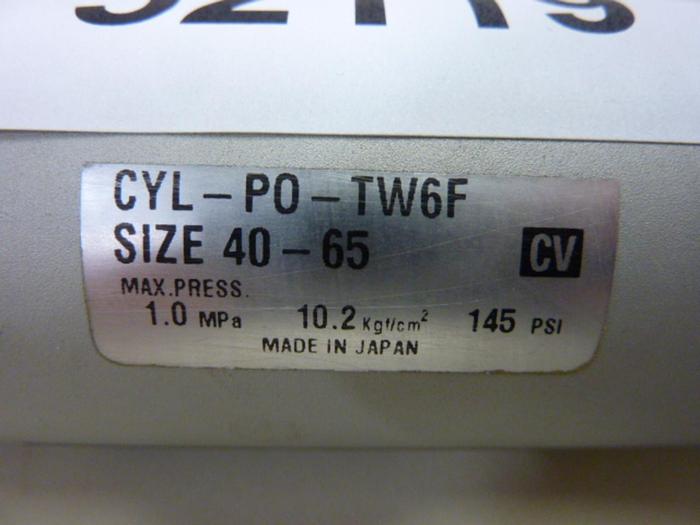 CYL-PO-TW6F
SIZE 40-65
CV
MAX.PRESS.
1.0 MPa 10.2 Kgf/cm² 145 PSI
MADE IN JAPAN